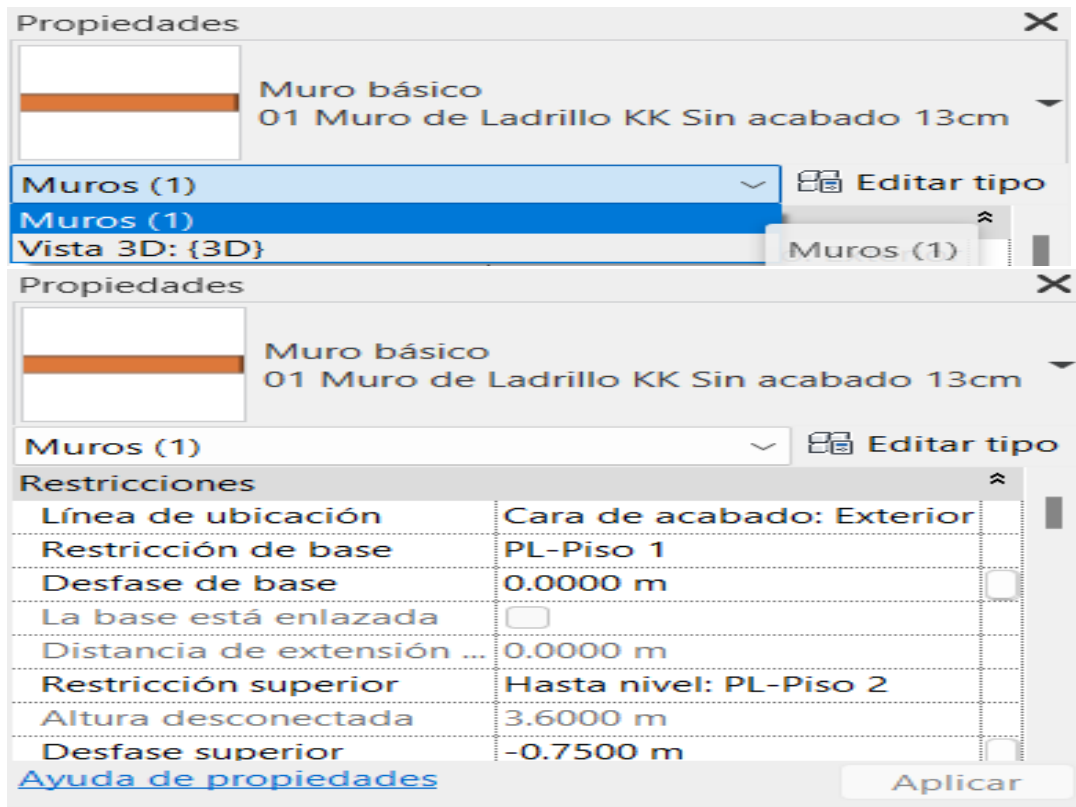 Propiedades
Muro básico
01 Muro de Ladrillo KK Sin acabado 13cm
Muros (1)
Editar tipo
Muros (1)
Vista 3D: {3D}
Muros (1)
Propiedades
Muro básico
01 Muro de Ladrillo KK Sin acabado 13cm
Muros (1)
Editar tipo
Restricciones
Línea de ubicación Cara de acabado: Exterior
Restricción de base PL-Piso 1
Desfase de base 0.0000 m
La base está enlazada
Distancia de extensión ... 0.0000 m
Restricción superior Hasta nivel: PL-Piso 2
Altura desconectada 3.6000 m
Desfase superior -0.7500 m
Ayuda de propiedades Aplicar